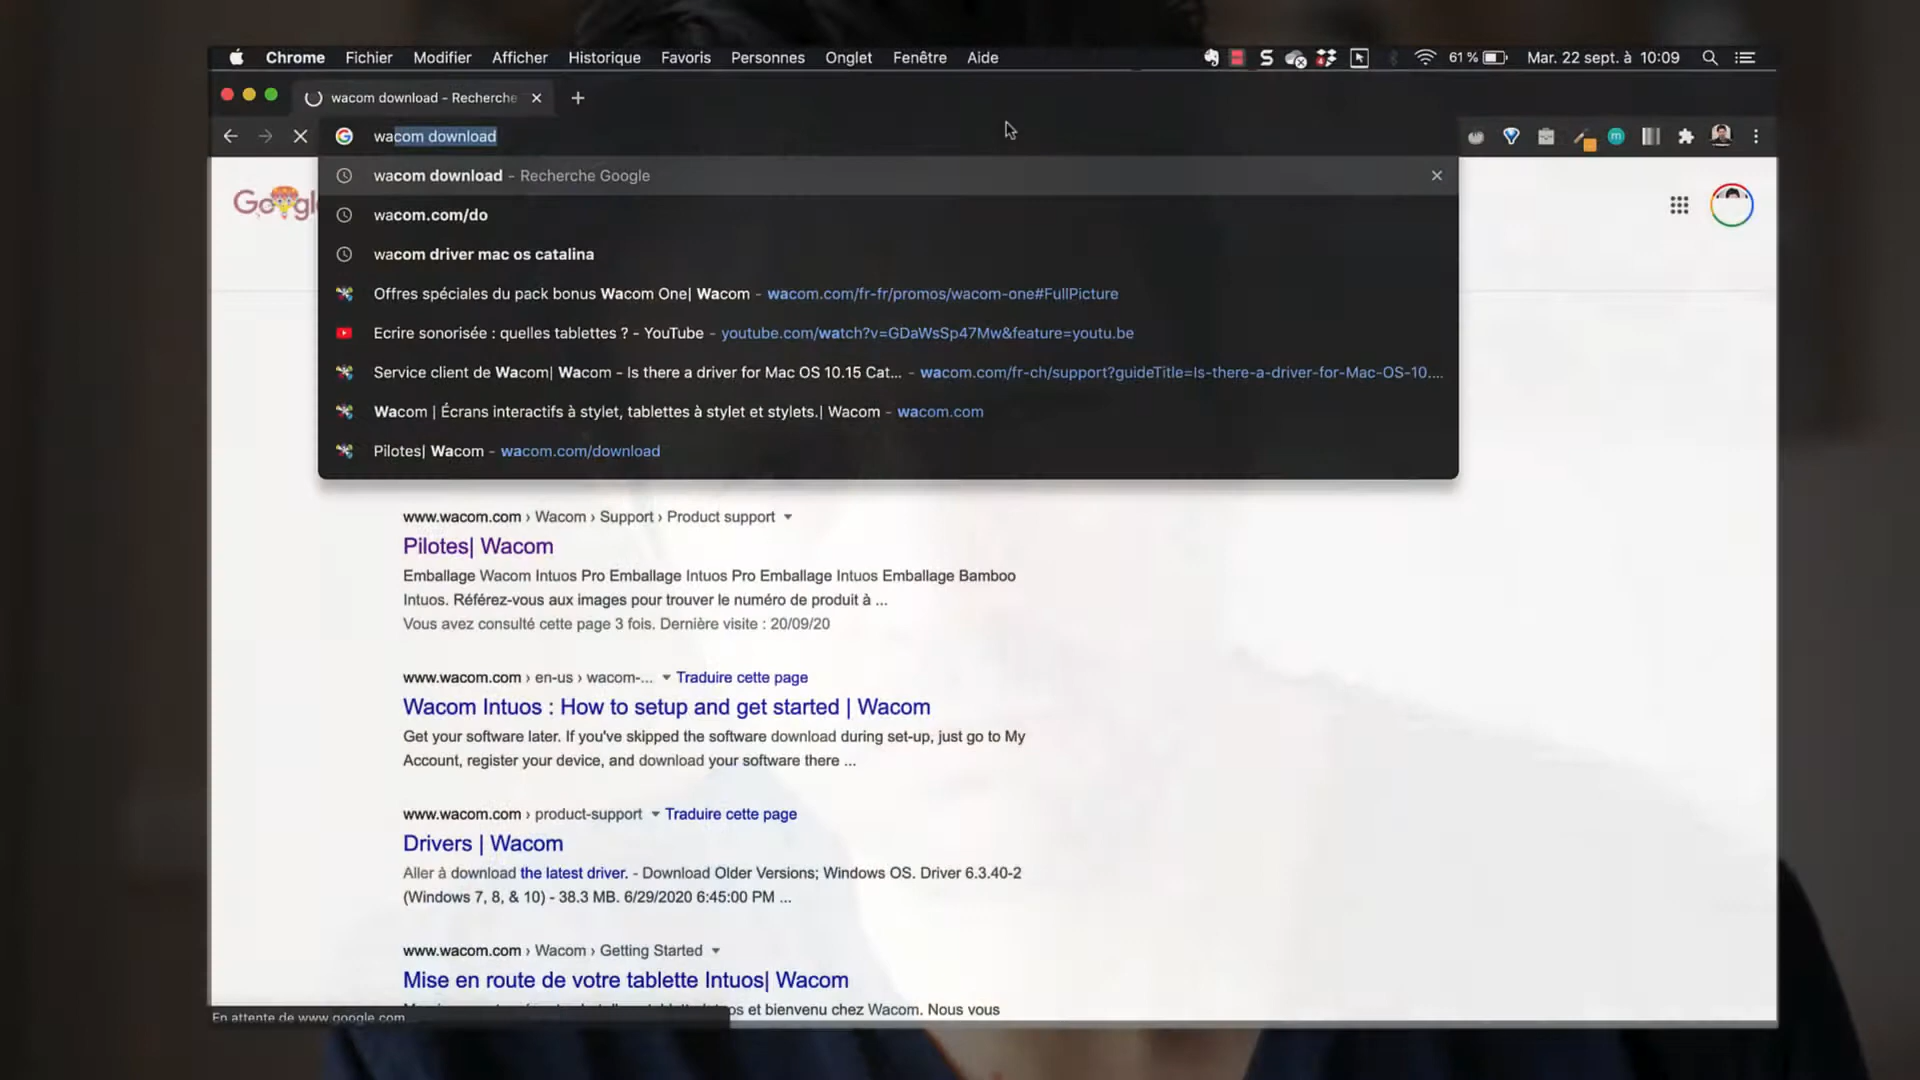 Chrome Fichier Modifier Afficher Historique Favoris Personnes Onglet Fenêtre Aide 61 % Mar. 22 sept. à 10:09
wacom download - Recherche
wacom download
Google
wacom download - Recherche Google
wacom.com/do
wacom driver mac os catalina
Offres spéciales du pack bonus Wacom One| Wacom - wacom.com/fr-fr/promos/wacom-one#FullPicture
Ecrire sonorisée : quelles tablettes ? - YouTube - youtube.com/watch?v=GDaWsSp47Mw&feature=youtu.be
Service client de Wacom| Wacom - Is there a driver for Mac OS 10.15 Cat... - wacom.com/fr-ch/support?guideTitle=Is-there-a-driver-for-Mac-OS-10....
Wacom | Écrans interactifs à stylet, tablettes à stylet et stylets.| Wacom - wacom.com
Pilotes| Wacom - wacom.com/download
www.wacom.com › Wacom › Support › Product support
Pilotes| Wacom
Emballage Wacom Intuos Pro Emballage Intuos Pro Emballage Intuos Emballage Bamboo
Intuos. Référez-vous aux images pour trouver le numéro de produit à ...
Vous avez consulté cette page 3 fois. Dernière visite : 20/09/20
www.wacom.com › en-us › wacom-... Traduire cette page
Wacom Intuos : How to setup and get started | Wacom
Get your software later. If you've skipped the software download during set-up, just go to My
Account, register your device, and download your software there ...
www.wacom.com › product-support Traduire cette page
Drivers | Wacom
Aller à download the latest driver. - Download Older Versions; Windows OS. Driver 6.3.40-2
(Windows 7, 8, & 10) - 38.3 MB. 6/29/2020 6:45:00 PM ...
www.wacom.com › Wacom › Getting Started
Mise en route de votre tablette Intuos| Wacom
et bienvenu chez Wacom. Nous vous
En attente de www.google.com